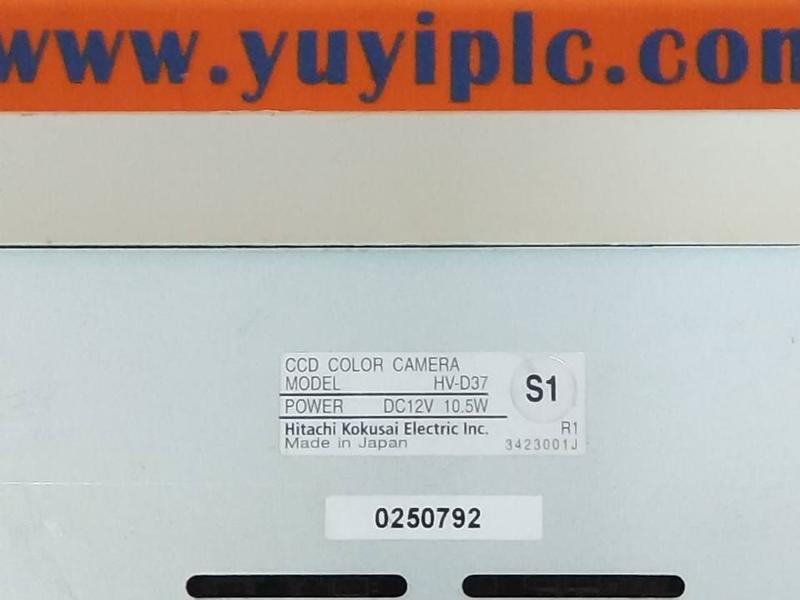 www.yuyiplc.com
CCD COLOR CAMERA
MODEL HV-D37
S1
POWER DC12V 10.5W
Hitachi Kokusai Electric Inc. R1
Made in Japan 3423001J
0250792